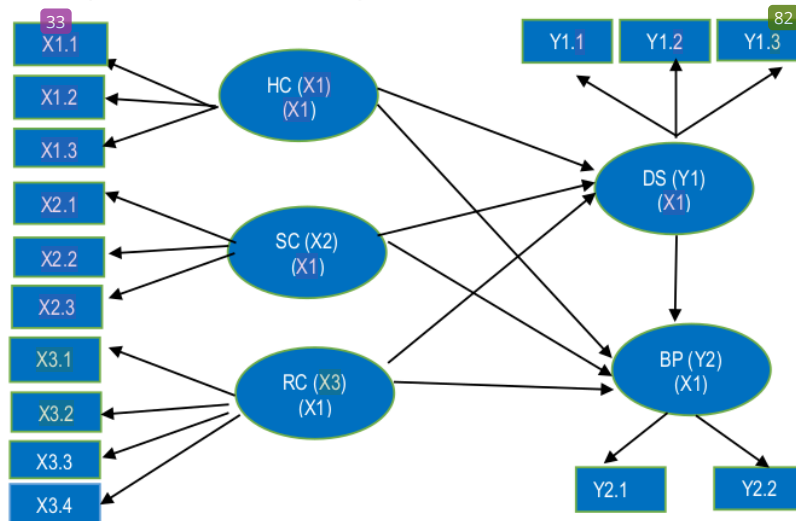 33
X1.1
X1.2
X1.3
X2.1
X2.2
X2.3
X3.1
X3.2
X3.3
X3.4
HC (X1)
(X1)
SC (X2)
(X1)
RC (X3)
(X1)
82
Y1.1
Y1.2
Y1.3
DS (Y1)
(X1)
BP (Y2)
(X1)
Y2.1
Y2.2